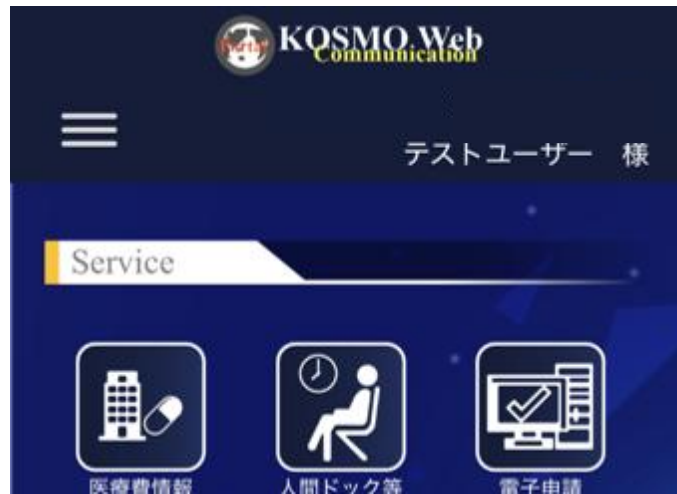 Portal
KOSMO Web
Communication
テストユーザー 様
Service
医療費情報 人間ドック等 電子申請